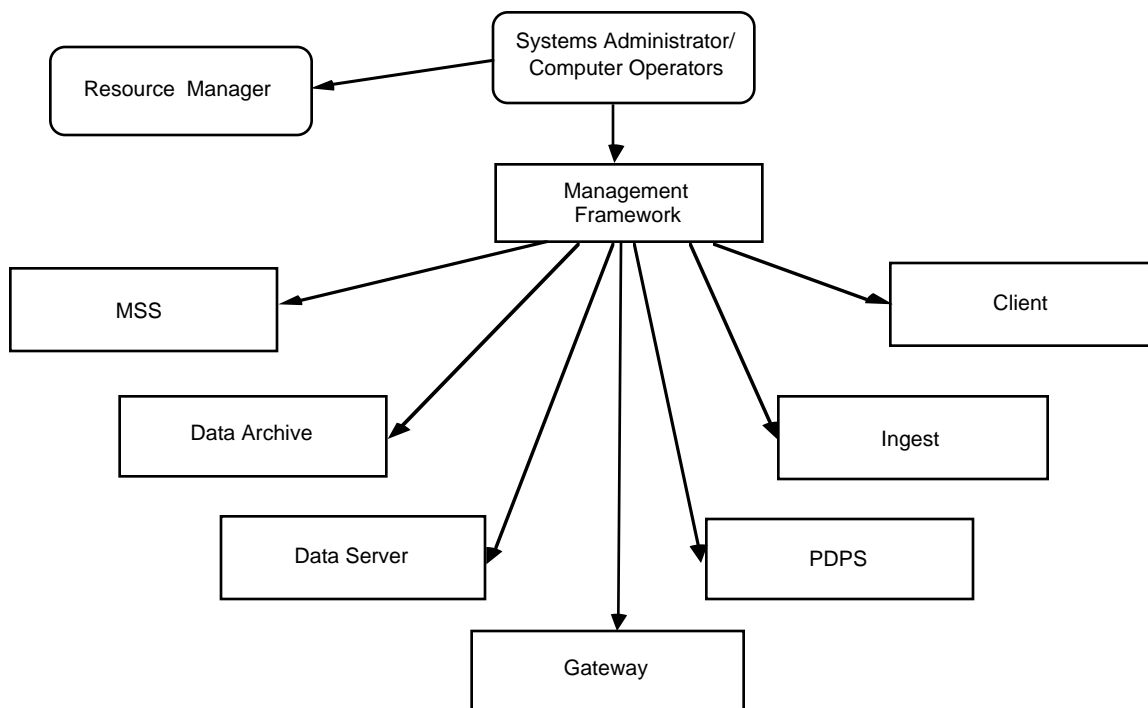 Systems Administrator/
Computer Operators
Resource Manager
Management
Framework
MSS
Client
Data Archive
Ingest
Data Server
PDPS
Gateway